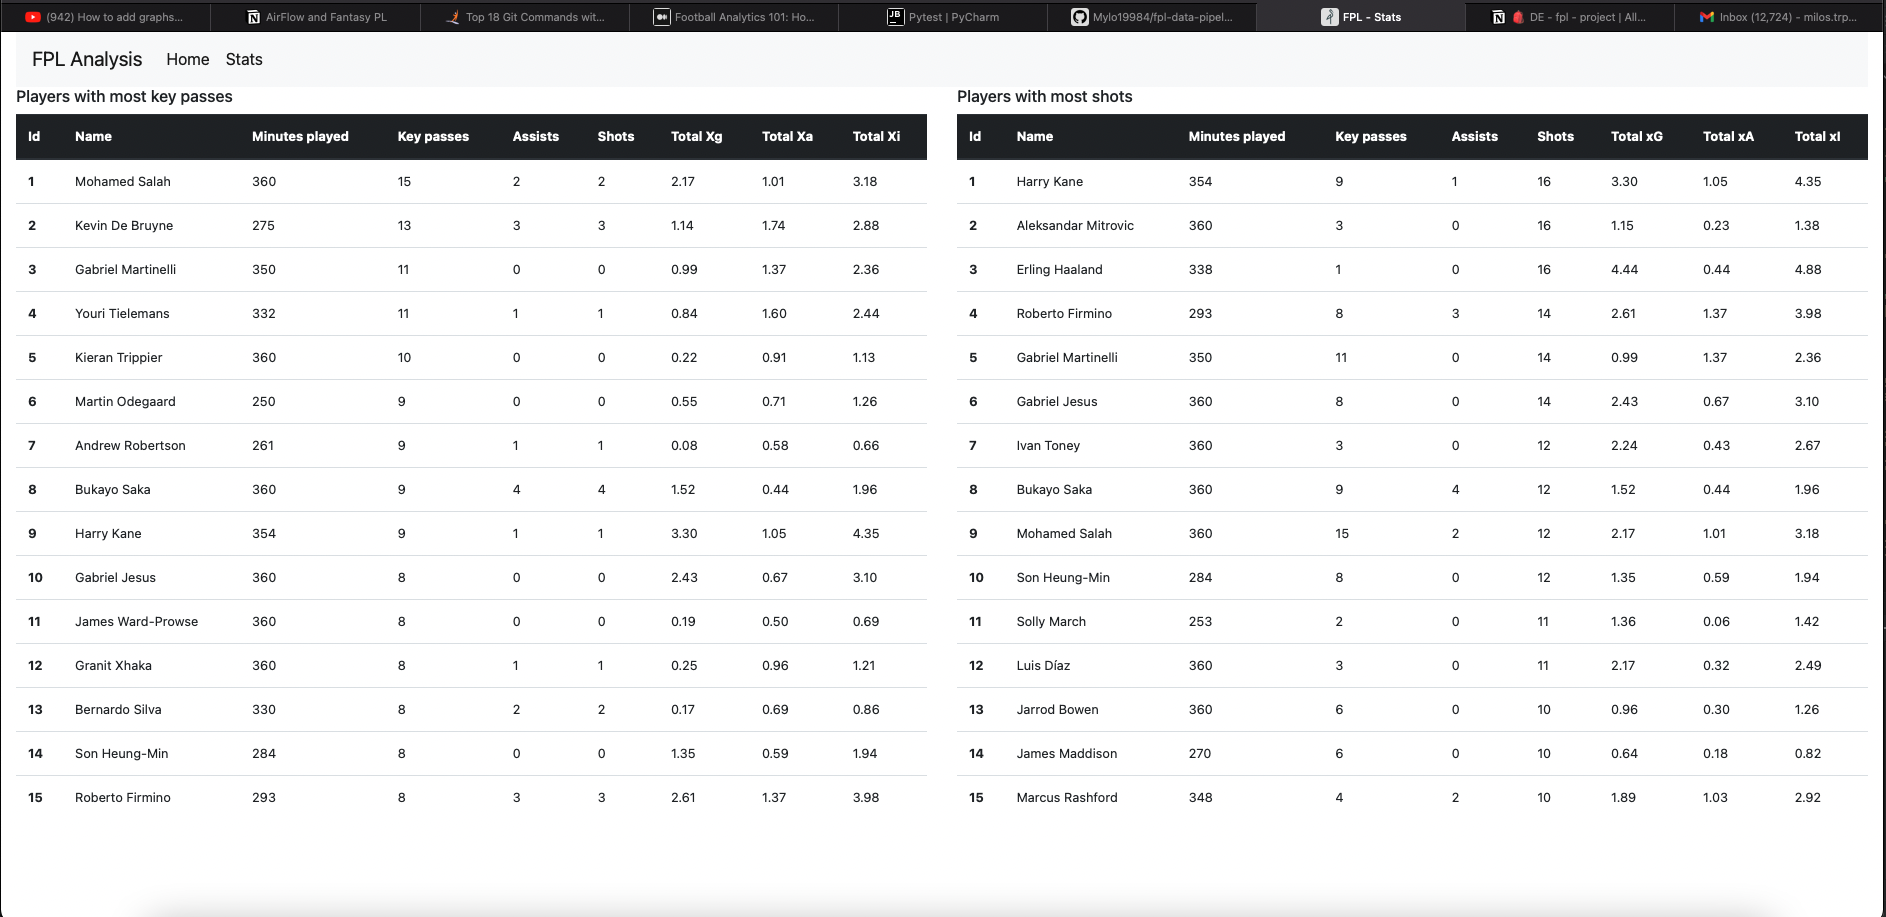 (942) How to add graphs...
AirFlow and Fantasy PL
Top 18 Git Commands wit...
Football Analytics 101: Ho...
JB Pytest | PyCharm
Mylo19984/fpl-data-pipel...
FPL - Stats
DE - fpl - project | All...
Inbox (12,724) - milos.trp...
FPL Analysis Home Stats
Players with most key passes
Id Name Minutes played Key passes Assists Shots Total Xg Total Xa Total Xi
1 Mohamed Salah 360 15 2 2 2.17 1.01 3.18
2 Kevin De Bruyne 275 13 3 3 1.14 1.74 2.88
3 Gabriel Martinelli 350 11 0 0 0.99 1.37 2.36
4 Youri Tielemans 332 11 1 1 0.84 1.60 2.44
5 Kieran Trippier 360 10 0 0 0.22 0.91 1.13
6 Martin Odegaard 250 9 0 0 0.55 0.71 1.26
7 Andrew Robertson 261 9 1 1 0.08 0.58 0.66
8 Bukayo Saka 360 9 4 4 1.52 0.44 1.96
9 Harry Kane 354 9 1 1 3.30 1.05 4.35
10 Gabriel Jesus 360 8 0 0 2.43 0.67 3.10
11 James Ward-Prowse 360 8 0 0 0.19 0.50 0.69
12 Granit Xhaka 360 8 1 1 0.25 0.96 1.21
13 Bernardo Silva 330 8 2 2 0.17 0.69 0.86
14 Son Heung-Min 284 8 0 0 1.35 0.59 1.94
15 Roberto Firmino 293 8 3 3 2.61 1.37 3.98
Players with most shots
Id Name Minutes played Key passes Assists Shots Total xG Total xA Total xI
1 Harry Kane 354 9 1 16 3.30 1.05 4.35
2 Aleksandar Mitrovic 360 3 0 16 1.15 0.23 1.38
3 Erling Haaland 338 1 0 16 4.44 0.44 4.88
4 Roberto Firmino 293 8 3 14 2.61 1.37 3.98
5 Gabriel Martinelli 350 11 0 14 0.99 1.37 2.36
6 Gabriel Jesus 360 8 0 14 2.43 0.67 3.10
7 Ivan Toney 360 3 0 12 2.24 0.43 2.67
8 Bukayo Saka 360 9 4 12 1.52 0.44 1.96
9 Mohamed Salah 360 15 2 12 2.17 1.01 3.18
10 Son Heung-Min 284 8 0 12 1.35 0.59 1.94
11 Solly March 253 2 0 11 1.36 0.06 1.42
12 Luis Díaz 360 3 0 11 2.17 0.32 2.49
13 Jarrod Bowen 360 6 0 10 0.96 0.30 1.26
14 James Maddison 270 6 0 10 0.64 0.18 0.82
15 Marcus Rashford 348 4 2 10 1.89 1.03 2.92